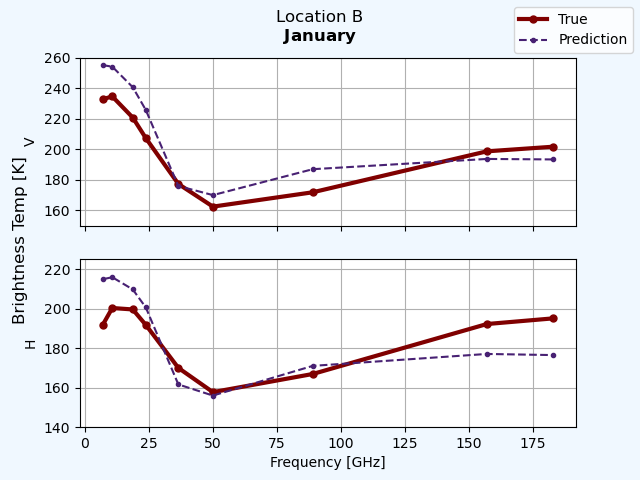 Location B
January
True
Prediction
260
240
220
200
180
160
V
Brightness Temp [K]
220
200
180
160
140
H
0
25
50
75
100
125
150
175
Frequency [GHz]